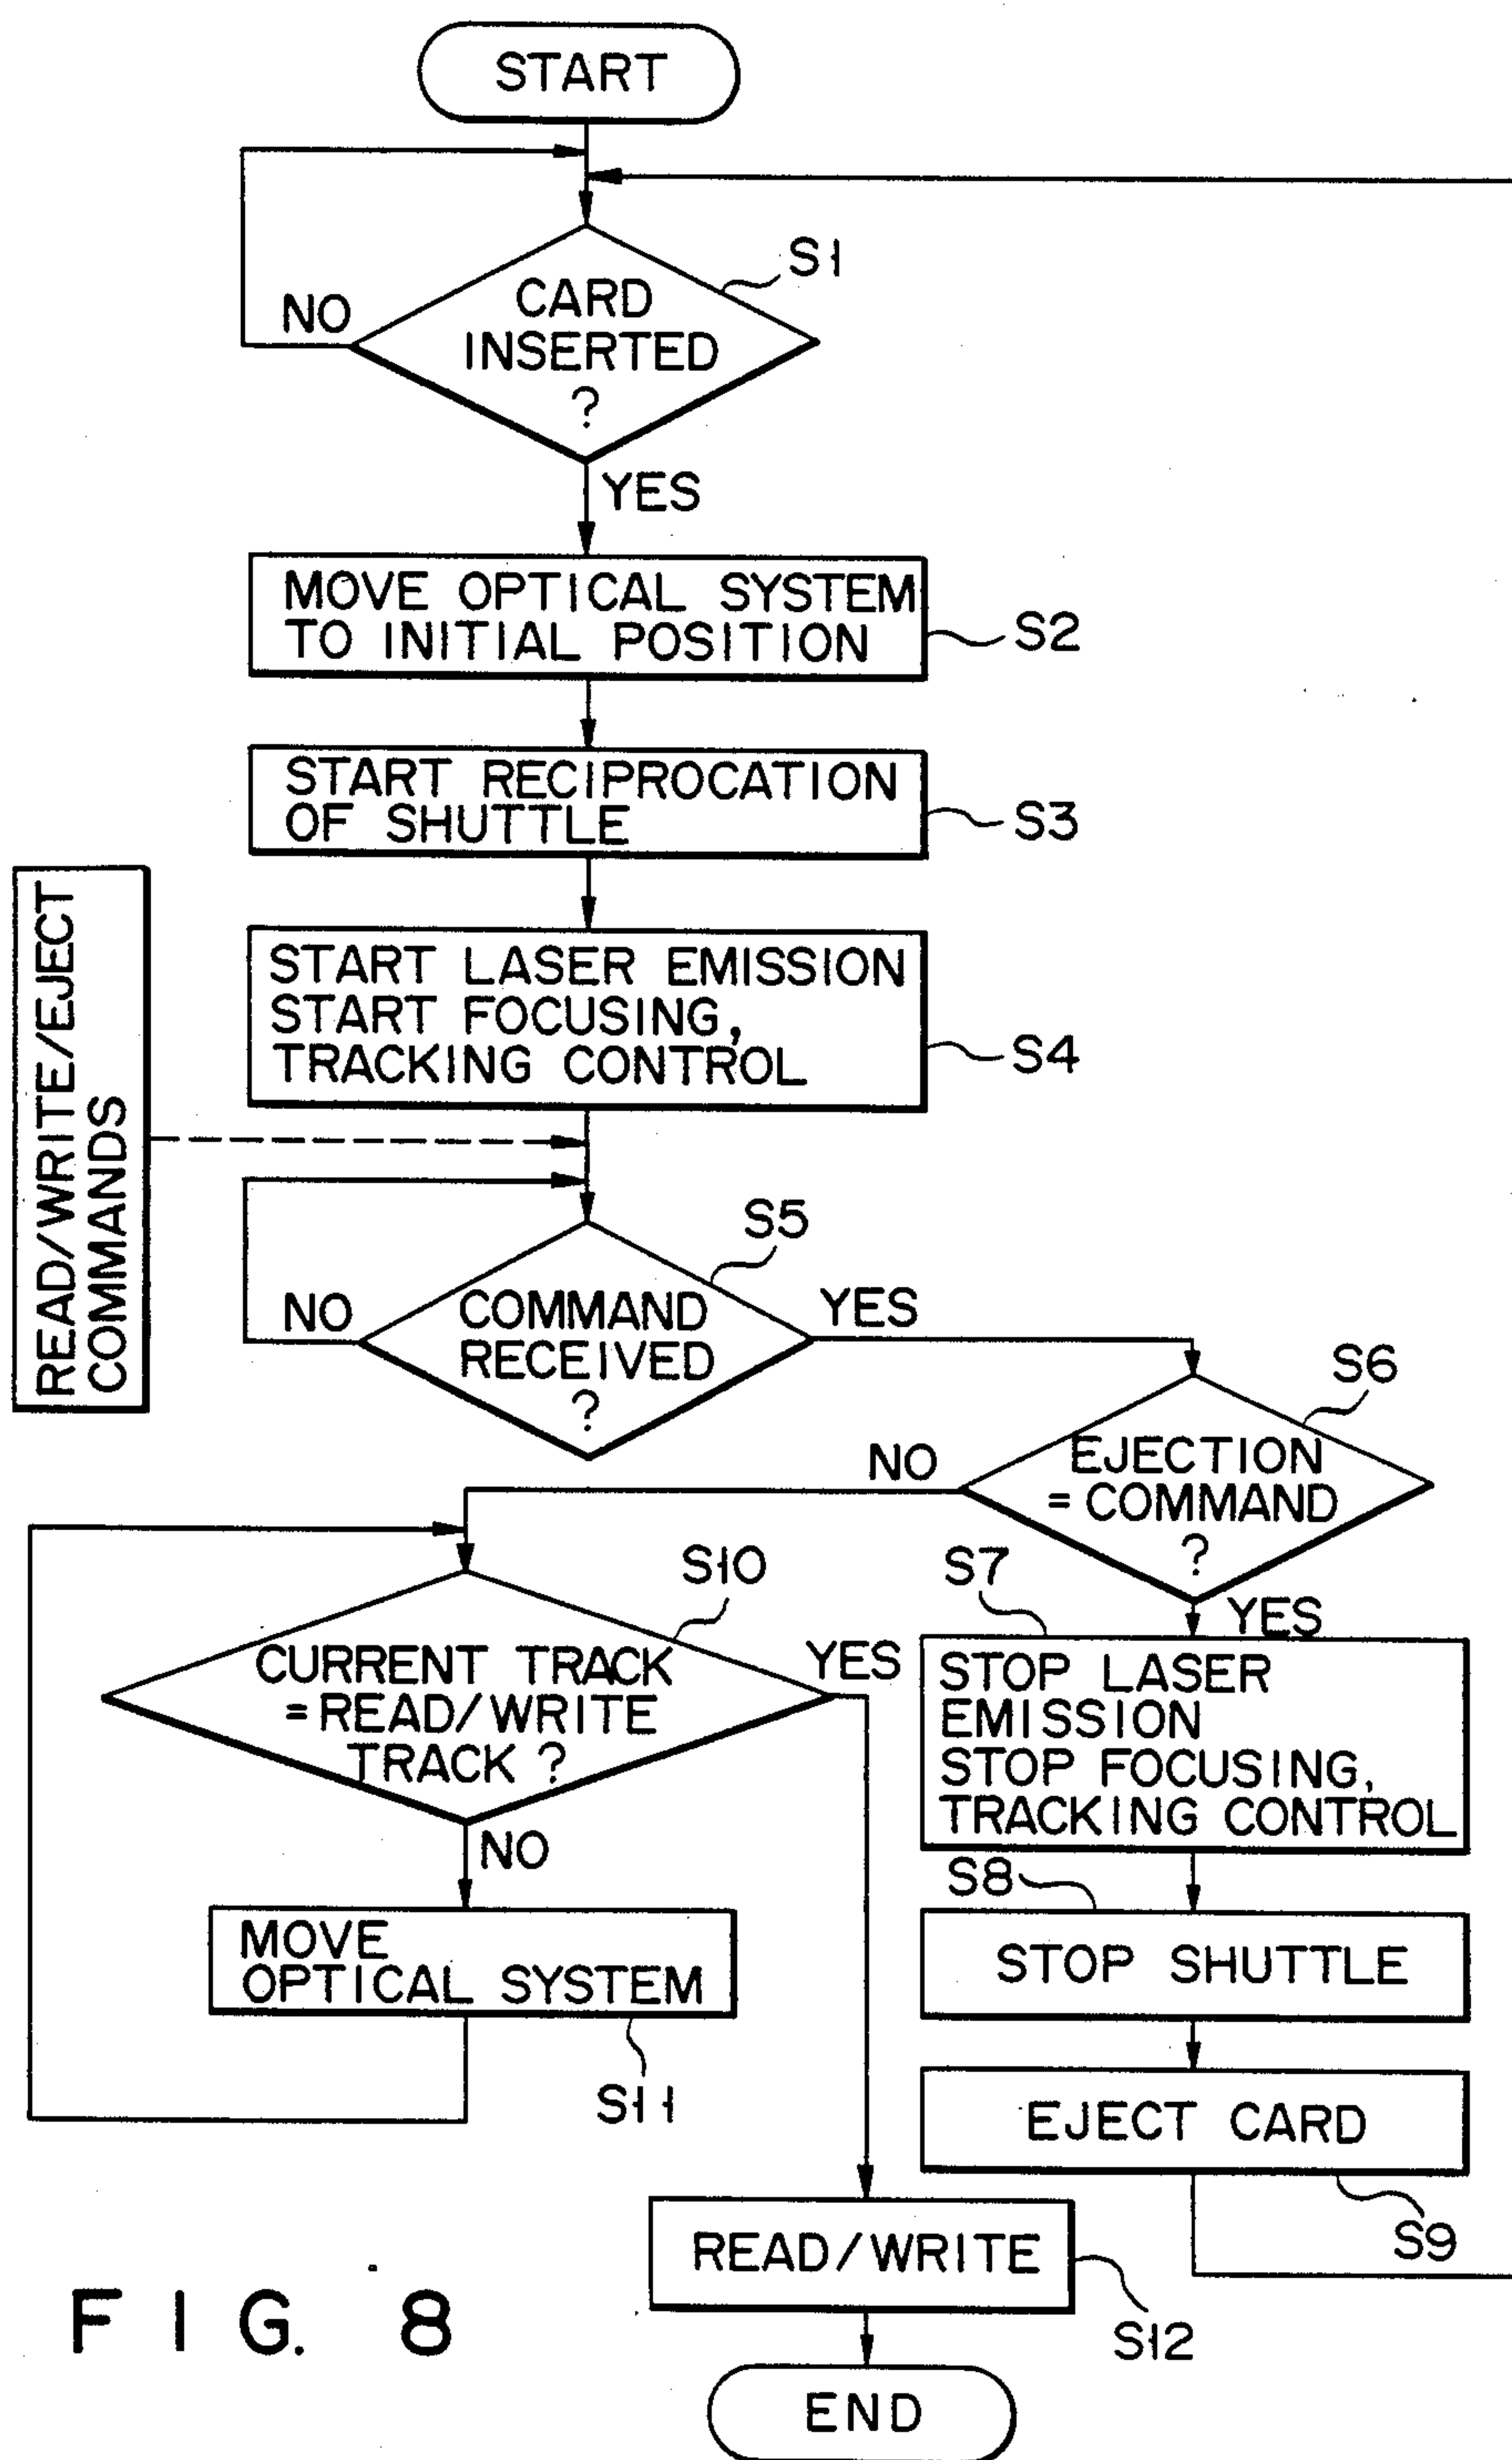 START
S1
NO
CARD
INSERTED
?
YES
MOVE OPTICAL SYSTEM
TO INITIAL POSITION
S2
START RECIPROCATION
OF SHUTTLE
S3
READ/WRITE/EJECT
COMMANDS
START LASER EMISSION
START FOCUSING,
TRACKING CONTROL
S4
S5
NO
COMMAND
RECEIVED
?
YES
S6
NO
EJECTION
= COMMAND
?
YES
S10
CURRENT TRACK
= READ/WRITE
TRACK ?
YES
NO
S7
STOP LASER
EMISSION
STOP FOCUSING,
TRACKING CONTROL
S8
STOP SHUTTLE
MOVE
OPTICAL SYSTEM
S11
EJECT CARD
S9
READ/WRITE
S12
END
FIG. 8